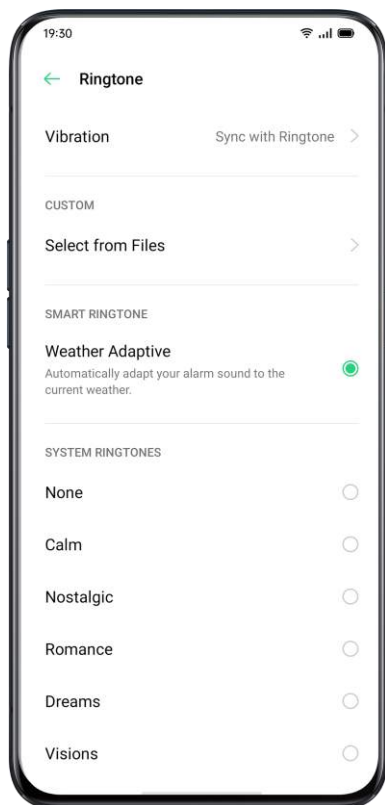 19:30
Ringtone
Vibration Sync with Ringtone
CUSTOM
Select from Files
SMART RINGTONE
Weather Adaptive
Automatically adapt your alarm sound to the
current weather.
SYSTEM RINGTONES
None
Calm
Nostalgic
Romance
Dreams
Visions